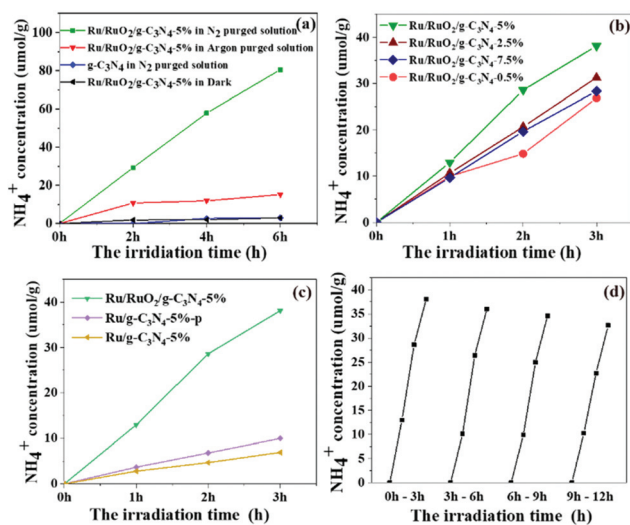 (a)
Ru/RuO₂/g-C₃N₄-5% in N₂ purged solution
Ru/RuO₂/g-C₃N₄-5% in Argon purged solution
g-C₃N₄ in N₂ purged solution
Ru/RuO₂/g-C₃N₄-5% in Dark
NH₄⁺ concentration (umol/g)
100
80
60
40
20
0
0h 2h 4h 6h
The irridiation time (h)
(b)
Ru/RuO₂/g-C₃N₄-5%
Ru/RuO₂/g-C₃N₄-2.5%
Ru/RuO₂/g-C₃N₄-7.5%
Ru/RuO₂/g-C₃N₄-0.5%
NH₄⁺ concentration (umol/g)
40
30
20
10
0
0h 1h 2h 3h
The irridiation time (h)
(c)
Ru/RuO₂/g-C₃N₄-5%
Ru/g-C₃N₄-5%-p
Ru/g-C₃N₄-5%
NH₄⁺ concentration (umol/g)
40
30
20
10
0
0h 1h 2h 3h
The irridiation time (h)
(d)
NH₄⁺ concentration (umol/g)
40
35
30
25
20
15
10
5
0
0h - 3h 3h - 6h 6h - 9h 9h - 12h
The irradiation time (h)